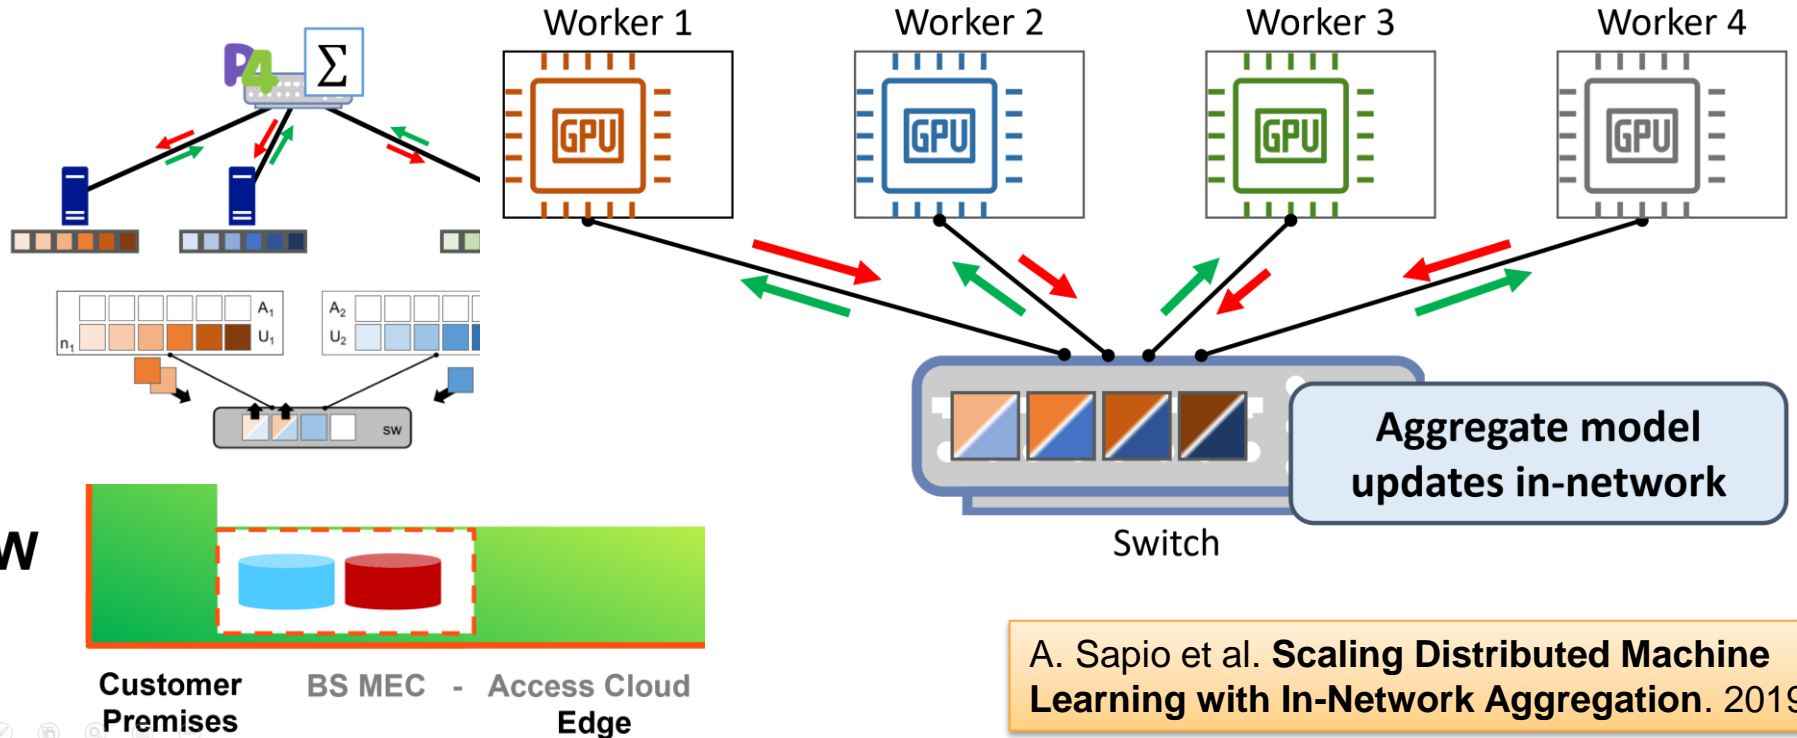 P4
Σ
Worker 1
Worker 2
Worker 3
Worker 4
GPU
GPU
GPU
GPU
A1
n1
U1
A2
U2
sw
Aggregate model
updates in-network
Switch
w
Customer
Premises
BS MEC - Access Cloud
Edge
A. Sapio et al. Scaling Distributed Machine
Learning with In-Network Aggregation. 2019